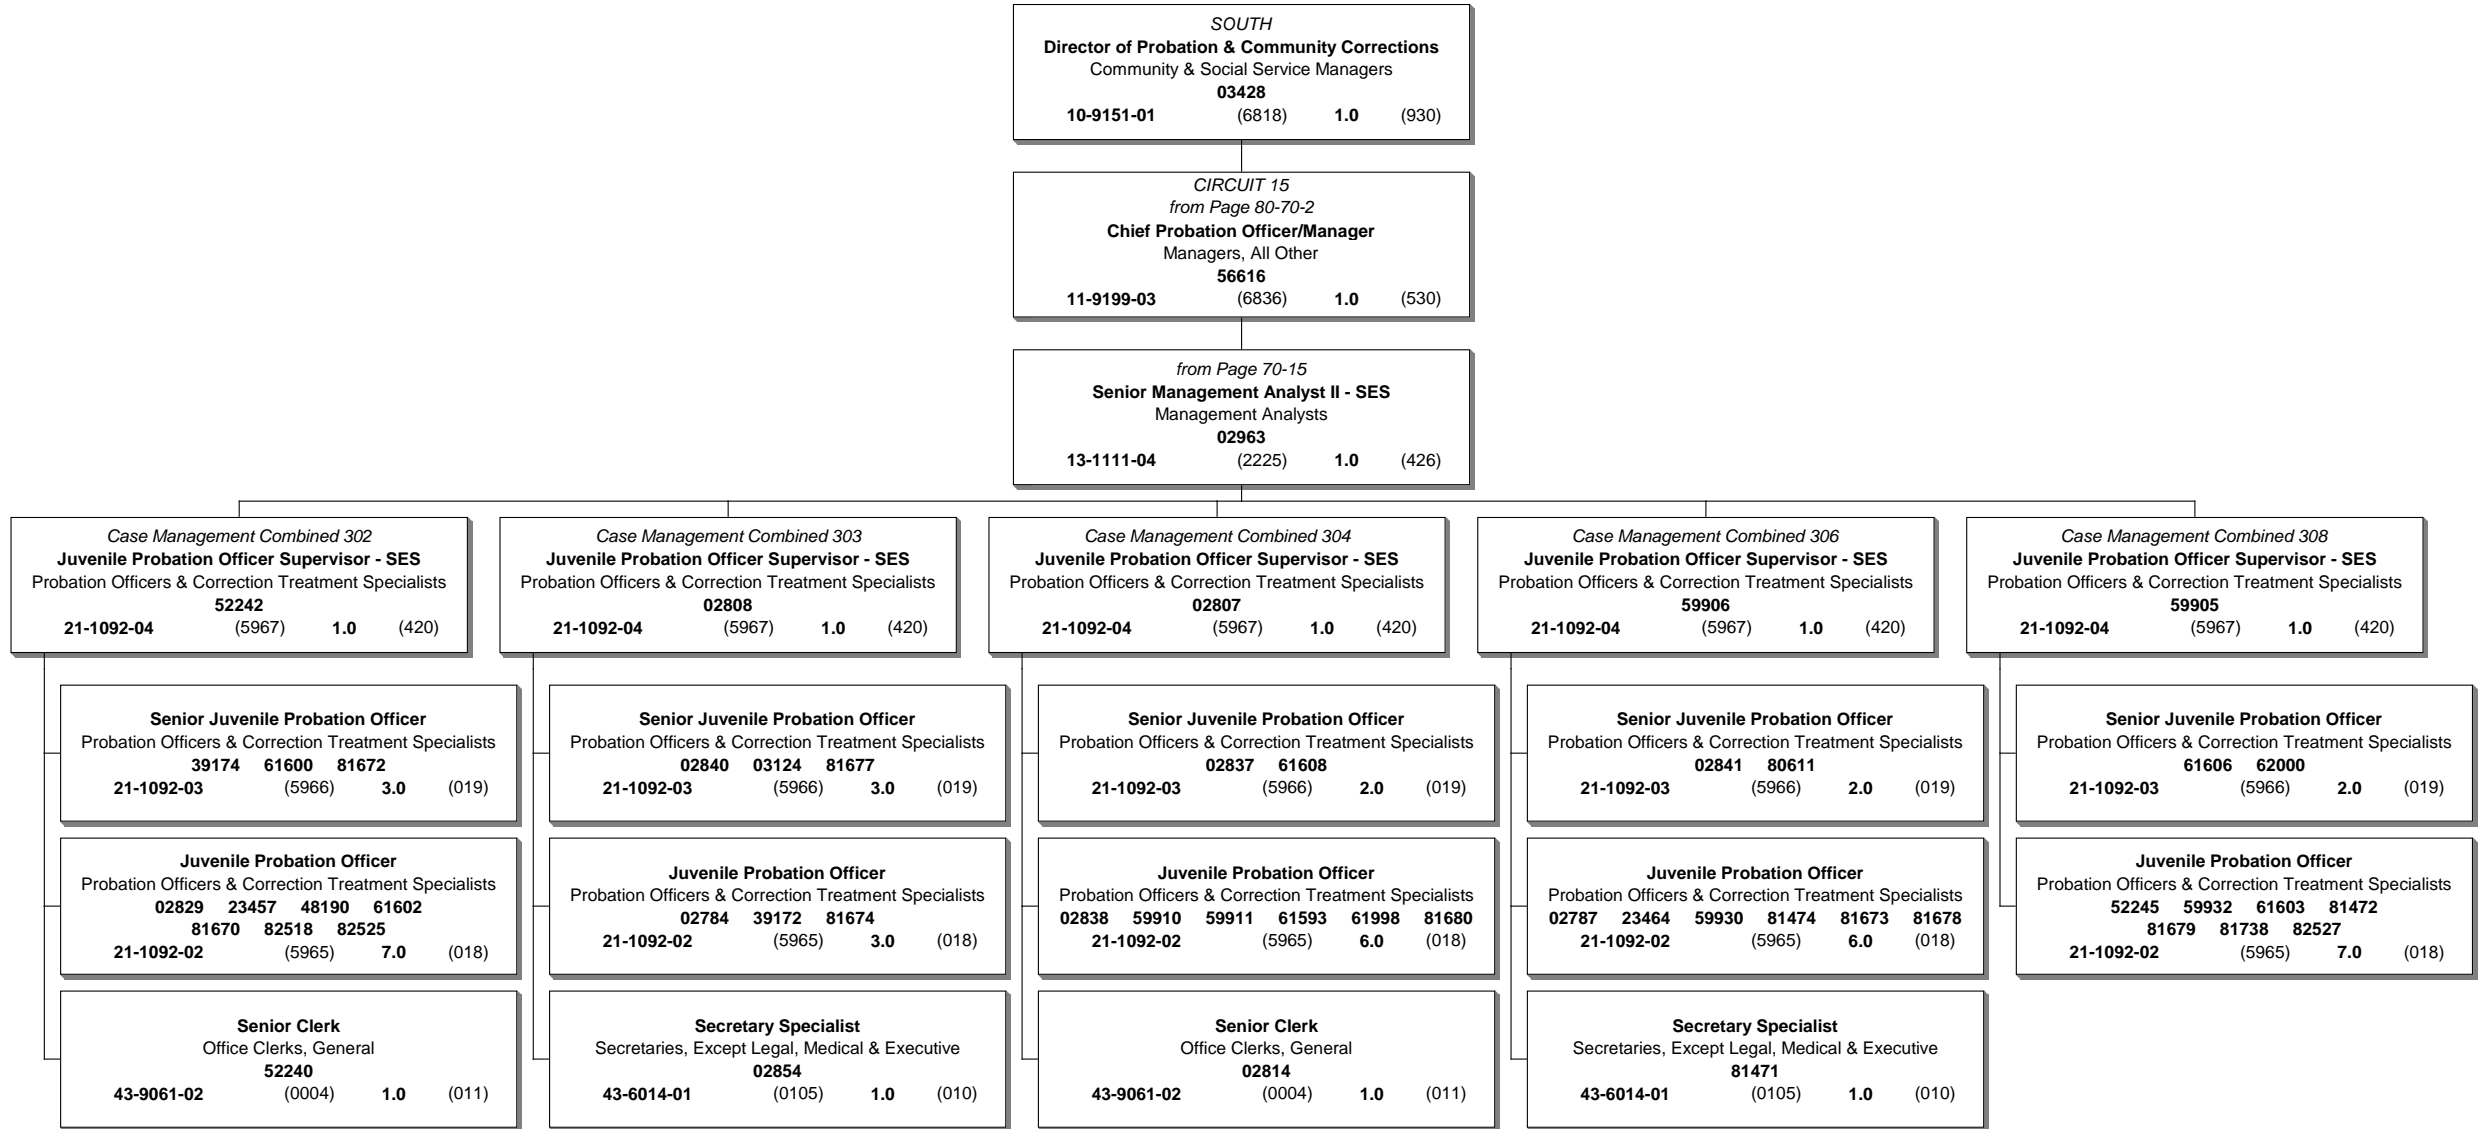 SOUTH
Director of Probation & Community Corrections
Community & Social Service Managers
03428
10-9151-01 (6818) 1.0 (930)
CIRCUIT 15
from Page 80-70-2
Chief Probation Officer/Manager
Managers, All Other
56616
11-9199-03 (6836) 1.0 (530)
from Page 70-15
Senior Management Analyst II - SES
Management Analysts
02963
13-1111-04 (2225) 1.0 (426)
Case Management Combined 302
Juvenile Probation Officer Supervisor - SES
Probation Officers & Correction Treatment Specialists
52242
21-1092-04 (5967) 1.0 (420)
Senior Juvenile Probation Officer
Probation Officers & Correction Treatment Specialists
39174 61600 81672
21-1092-03 (5966) 3.0 (019)
Juvenile Probation Officer
Probation Officers & Correction Treatment Specialists
02829 23457 48190 61602
81670 82518 82525
21-1092-02 (5965) 7.0 (018)
Senior Clerk
Office Clerks, General
52240
43-9061-02 (0004) 1.0 (011)
Case Management Combined 303
Juvenile Probation Officer Supervisor - SES
Probation Officers & Correction Treatment Specialists
02808
21-1092-04 (5967) 1.0 (420)
Senior Juvenile Probation Officer
Probation Officers & Correction Treatment Specialists
02840 03124 81677
21-1092-03 (5966) 3.0 (019)
Juvenile Probation Officer
Probation Officers & Correction Treatment Specialists
02784 39172 81674
21-1092-02 (5965) 3.0 (018)
Secretary Specialist
Secretaries, Except Legal, Medical & Executive
02854
43-6014-01 (0105) 1.0 (010)
Case Management Combined 304
Juvenile Probation Officer Supervisor - SES
Probation Officers & Correction Treatment Specialists
02807
21-1092-04 (5967) 1.0 (420)
Senior Juvenile Probation Officer
Probation Officers & Correction Treatment Specialists
02837 61608
21-1092-03 (5966) 2.0 (019)
Juvenile Probation Officer
Probation Officers & Correction Treatment Specialists
02838 59910 59911 61593 61998 81680
21-1092-02 (5965) 6.0 (018)
Senior Clerk
Office Clerks, General
02814
43-9061-02 (0004) 1.0 (011)
Case Management Combined 306
Juvenile Probation Officer Supervisor - SES
Probation Officers & Correction Treatment Specialists
59906
21-1092-04 (5967) 1.0 (420)
Senior Juvenile Probation Officer
Probation Officers & Correction Treatment Specialists
02841 80611
21-1092-03 (5966) 2.0 (019)
Juvenile Probation Officer
Probation Officers & Correction Treatment Specialists
02787 23464 59930 81474 81673 81678
21-1092-02 (5965) 6.0 (018)
Secretary Specialist
Secretaries, Except Legal, Medical & Executive
81471
43-6014-01 (0105) 1.0 (010)
Case Management Combined 308
Juvenile Probation Officer Supervisor - SES
Probation Officers & Correction Treatment Specialists
59905
21-1092-04 (5967) 1.0 (420)
Senior Juvenile Probation Officer
Probation Officers & Correction Treatment Specialists
61606 62000
21-1092-03 (5966) 2.0 (019)
Juvenile Probation Officer
Probation Officers & Correction Treatment Specialists
52245 59932 61603 81472
81679 81738 82527
21-1092-02 (5965) 7.0 (018)